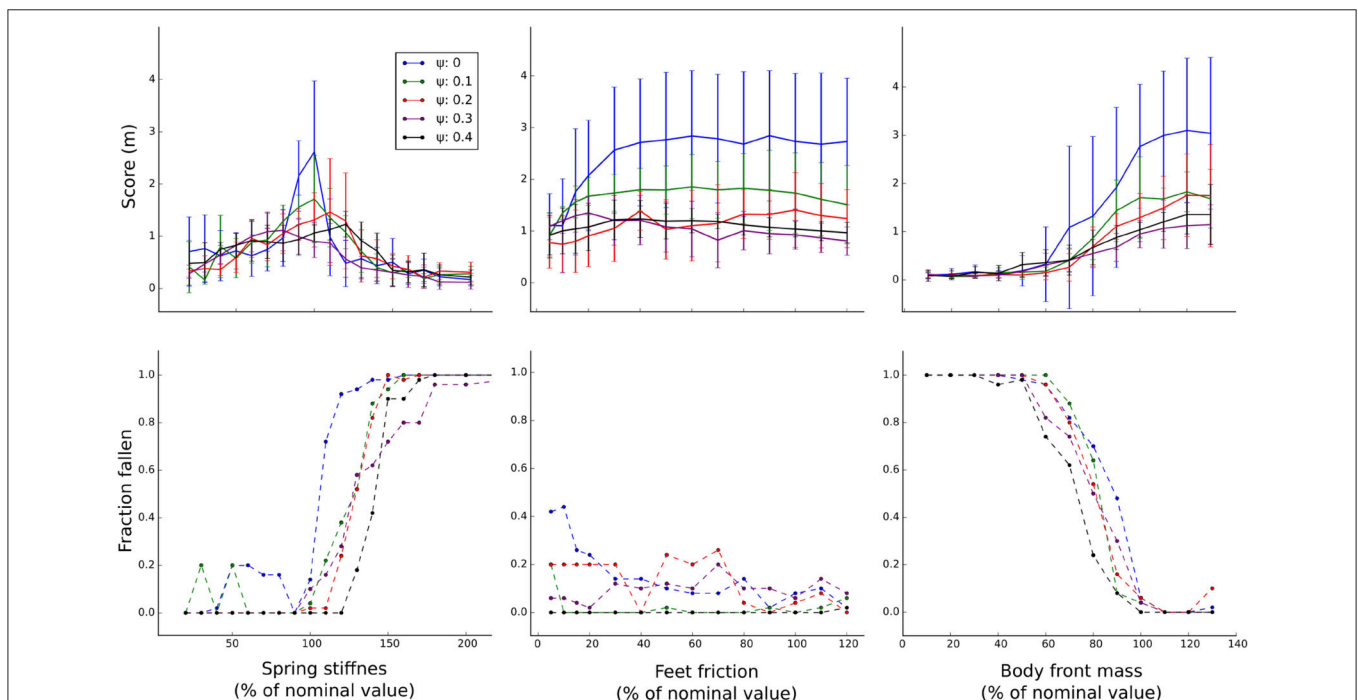 Score (m)
4
3
2
1
0
ψ: 0
ψ: 0.1
ψ: 0.2
ψ: 0.3
ψ: 0.4
4
3
2
1
0
4
3
2
1
0
Fraction fallen
1.0
0.8
0.6
0.4
0.2
0.0
50 100 150 200
Spring stiffnes
(% of nominal value)
1.0
0.8
0.6
0.4
0.2
0.0
0 20 40 60 80 100 120
Feet friction
(% of nominal value)
1.0
0.8
0.6
0.4
0.2
0.0
0 20 40 60 80 100 120 140
Body front mass
(% of nominal value)